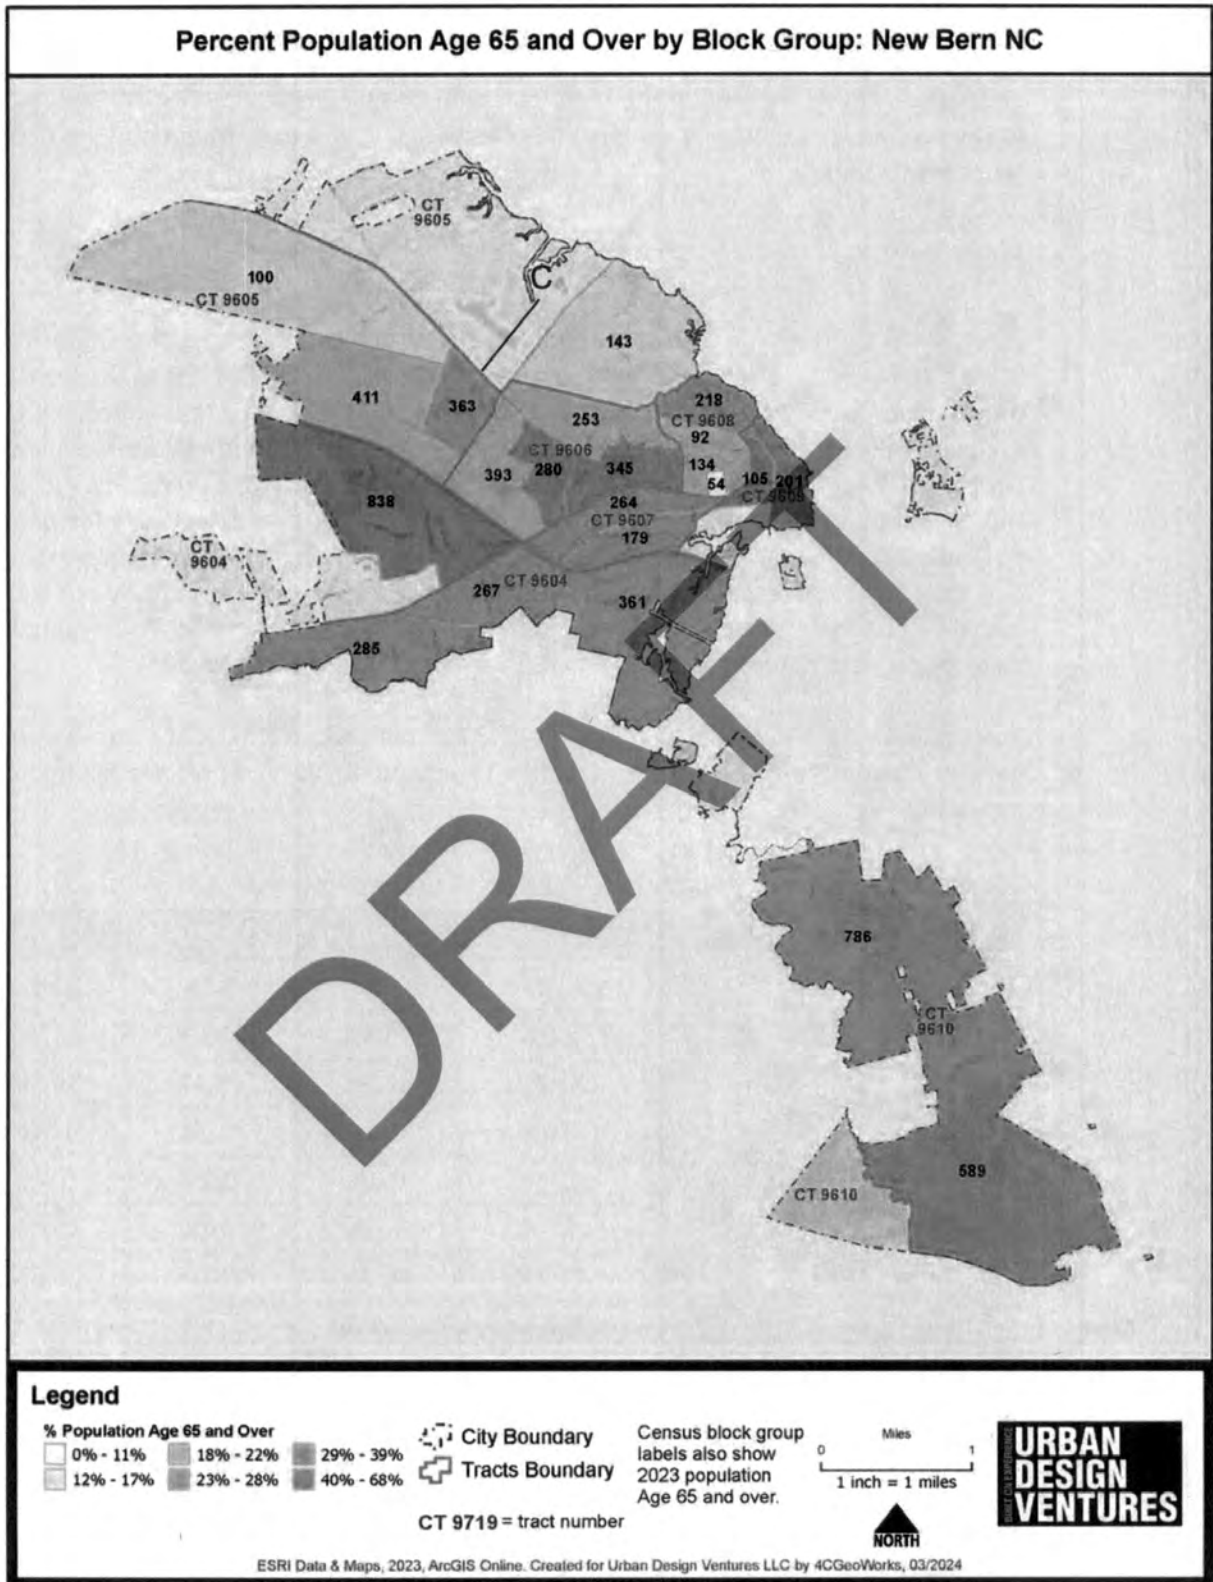 Percent Population Age 65 and Over by Block Group: New Bern NC
CT
9605
100
CT 9605
C
143
411
363
218
253
CT 9608
92
CT 9606
393
280
345
134
54
105
201
CT 9609
838
264
CT 9607
179
CT
9604
267
CT 9604
361
285
DRAFT
786
CT
9610
589
CT 9610
Legend
% Population Age 65 and Over
0% - 11%
18% - 22%
29% - 39%
12% - 17%
23% - 28%
40% - 68%
City Boundary
Tracts Boundary
CT 9719 = tract number
Census block group
labels also show
2023 population
Age 65 and over.
Miles
0
1
1 inch = 1 miles
NORTH
URBAN
DESIGN
VENTURES
ESRI Data & Maps, 2023, ArcGIS Online. Created for Urban Design Ventures LLC by 4CGeoWorks, 03/2024